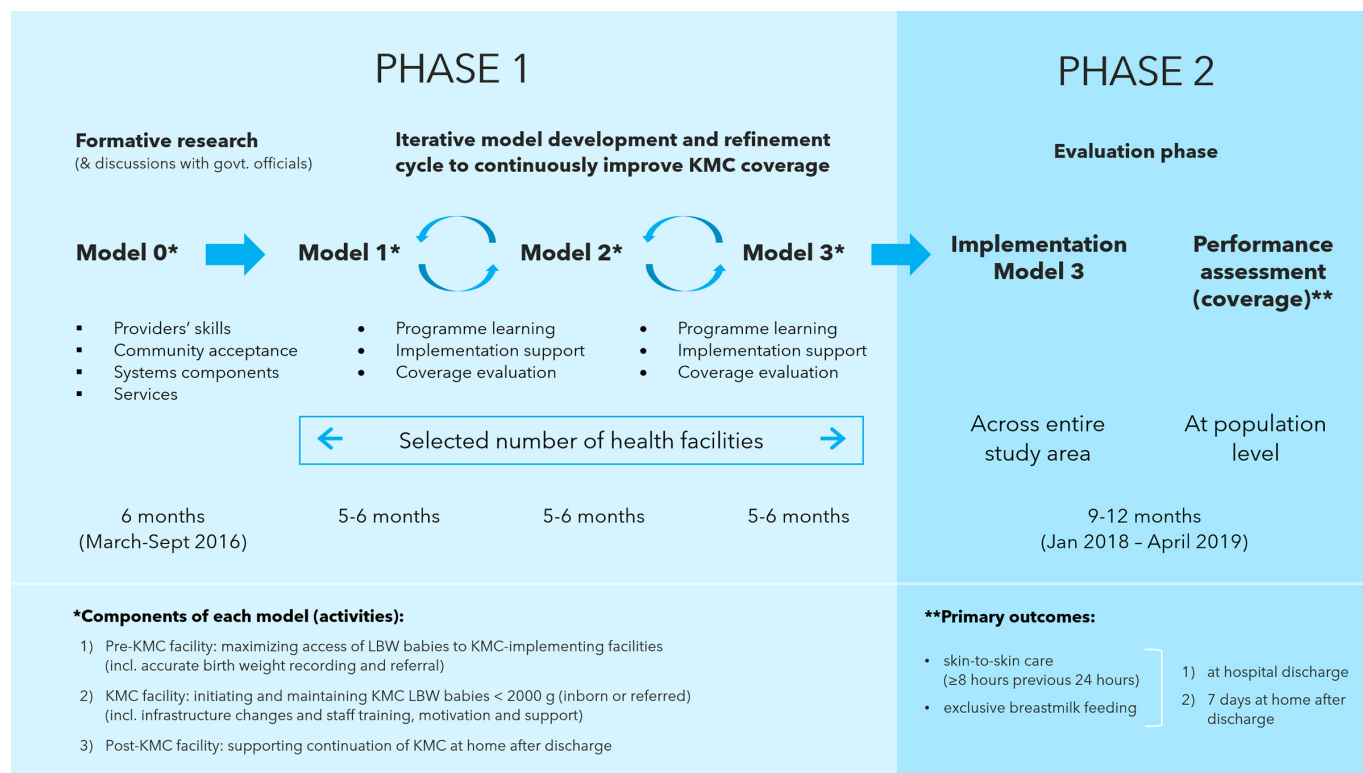 PHASE 1
Formative research
(& discussions with govt. officials)
Iterative model development and refinement
cycle to continuously improve KMC coverage
Model 0*
Model 1*
Model 2*
Model 3*
▪ Providers’ skills
▪ Community acceptance
▪ Systems components
▪ Services
• Programme learning
• Implementation support
• Coverage evaluation
• Programme learning
• Implementation support
• Coverage evaluation
Selected number of health facilities
6 months
(March-Sept 2016)
5-6 months
5-6 months
5-6 months
PHASE 2
Evaluation phase
Implementation
Model 3
Performance
assessment
(coverage)**
Across entire
study area
At population
level
9-12 months
(Jan 2018 – April 2019)
*Components of each model (activities):
1) Pre-KMC facility: maximizing access of LBW babies to KMC-implementing facilities
(incl. accurate birth weight recording and referral)
2) KMC facility: initiating and maintaining KMC LBW babies < 2000 g (inborn or referred)
(incl. infrastructure changes and staff training, motivation and support)
3) Post-KMC facility: supporting continuation of KMC at home after discharge
**Primary outcomes:
• skin-to-skin care
(≥8 hours previous 24 hours)
• exclusive breastmilk feeding
1) at hospital discharge
2) 7 days at home after
discharge